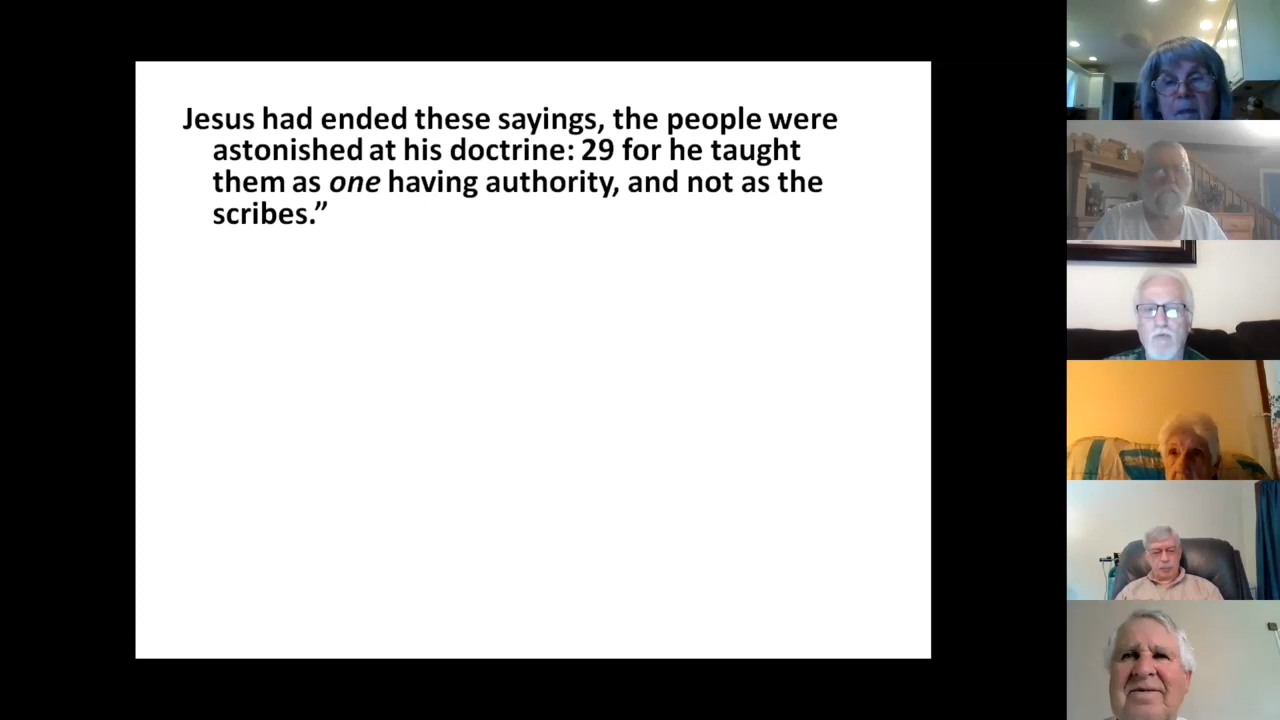 Jesus had ended these sayings, the people were
astonished at his doctrine: 29 for he taught
them as one having authority, and not as the
scribes.”